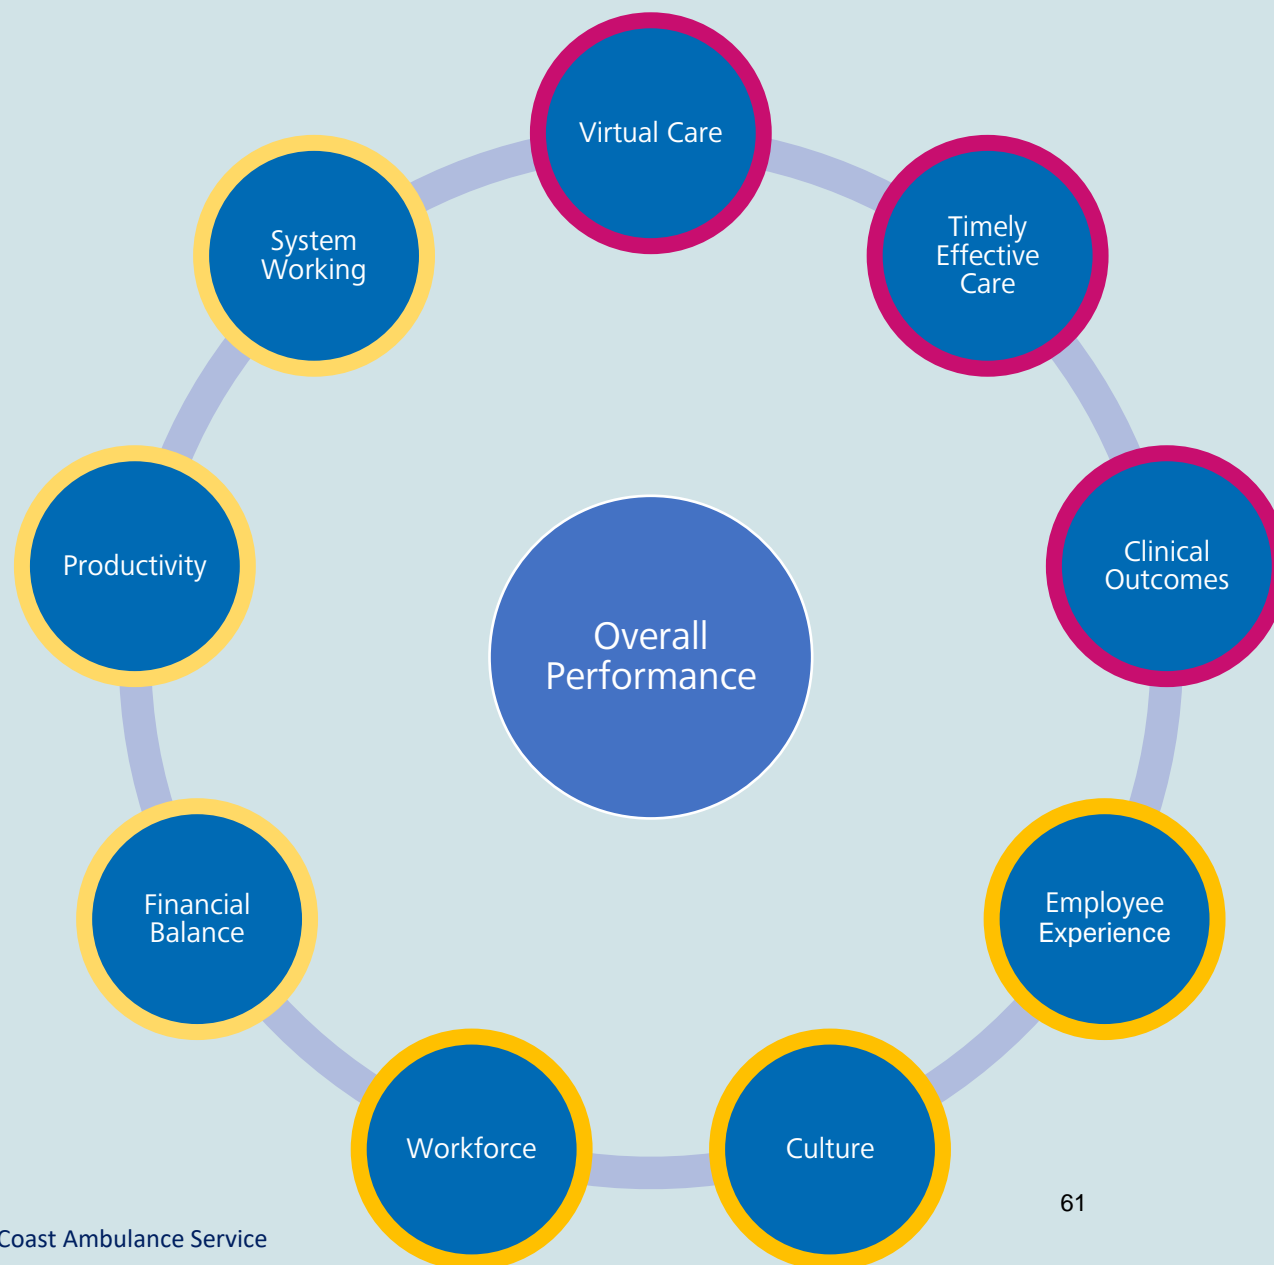 Virtual Care
Timely
Effective
Care
System
Working
Clinical
Outcomes
Productivity
Overall
Performance
Employee
Experience
Financial
Balance
Workforce
Culture
61
Coast Ambulance Service